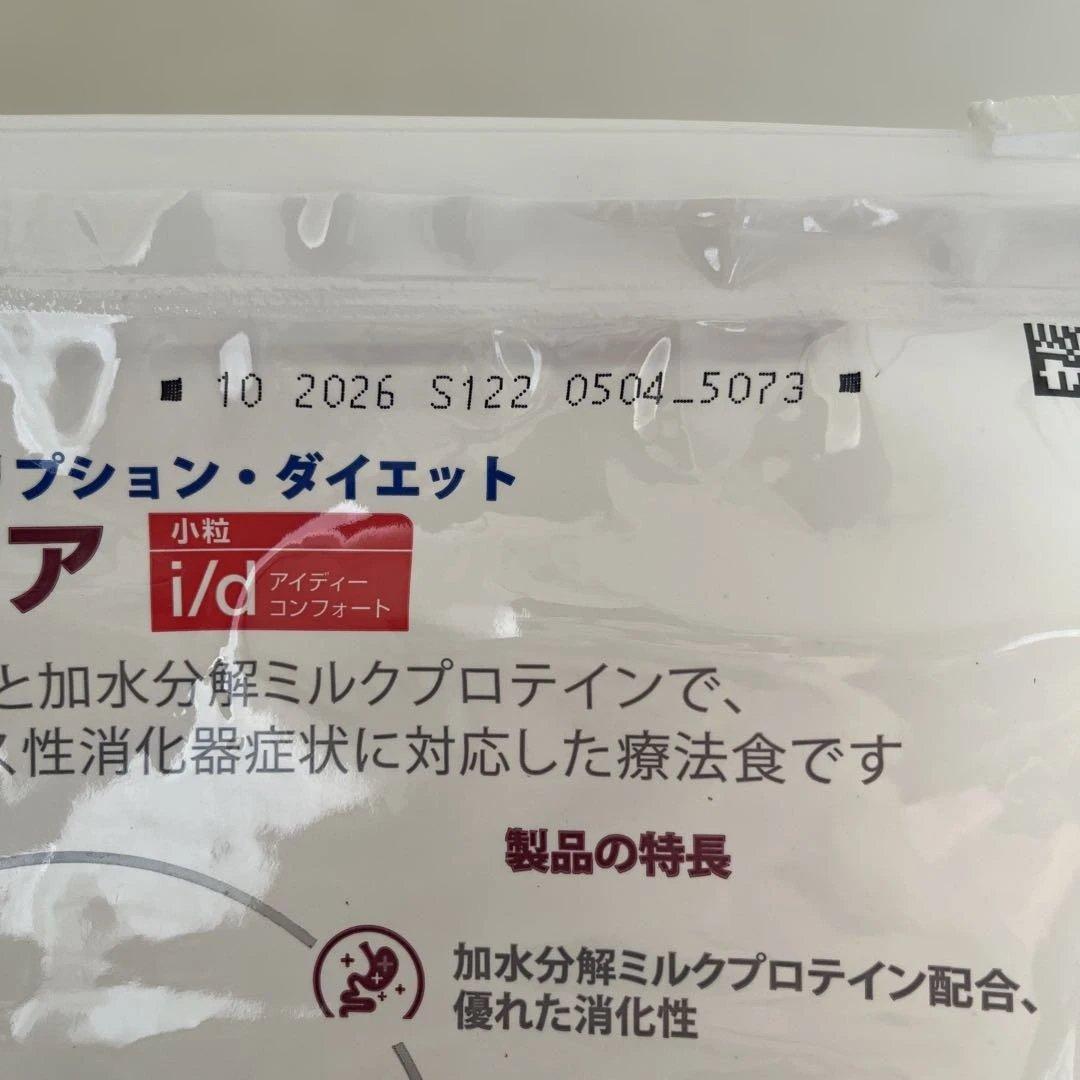 10 2026 S122 0504_5073
リプション・ダイエット
ア
小粒
i/d アイディー
コンフォート
と加水分解ミルクプロテインで、
ス性消化器症状に対応した療法食です
製品の特長
加水分解ミルクプロテイン配合、
優れた消化性